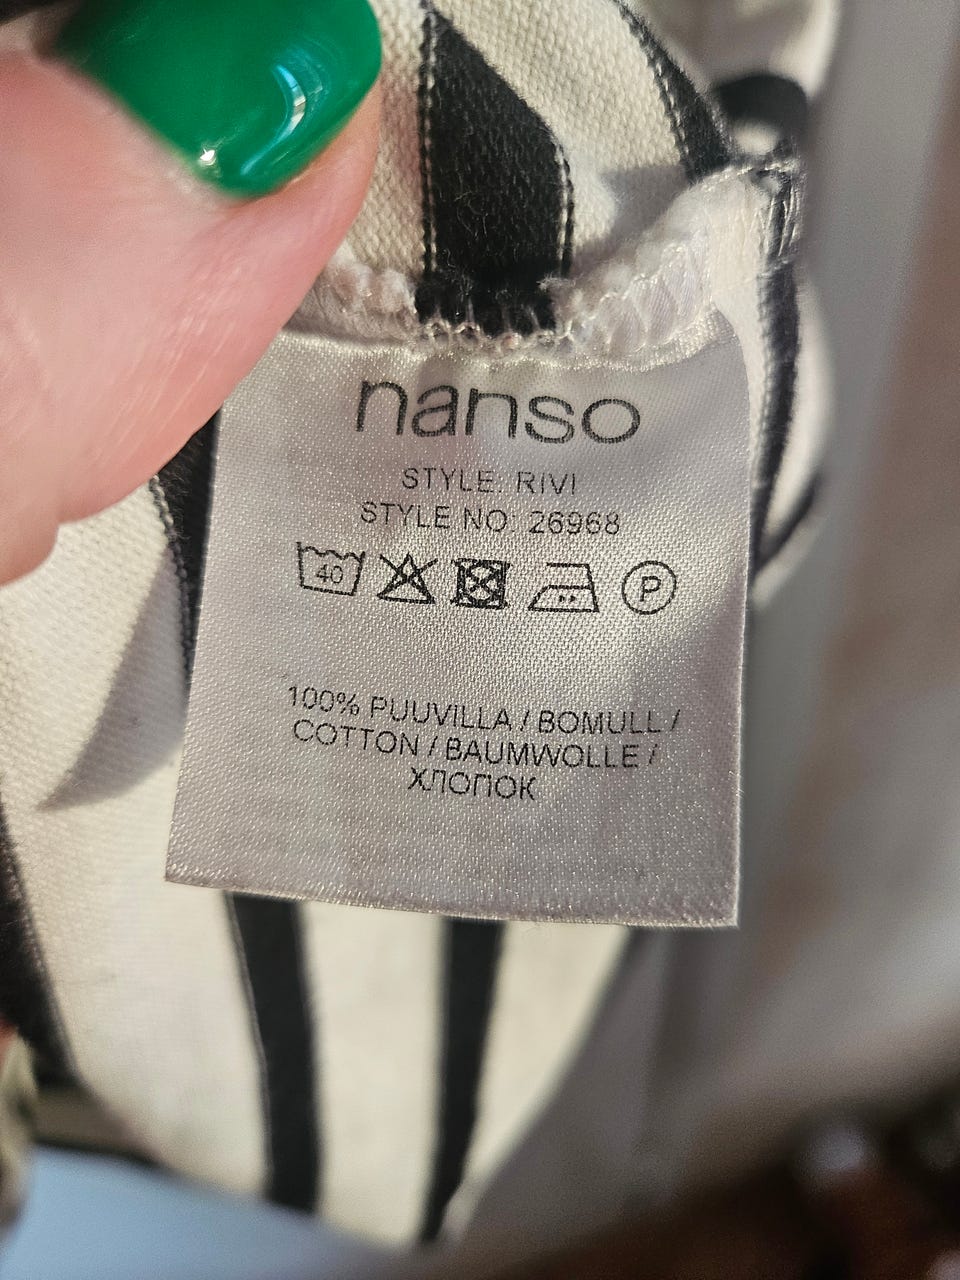 nanso
STYLE: RIVI
STYLE NO. 26968
40 P
100% PUUVILLA / BOMULL /
COTTON / BAUMWOLLE /
ХЛОПОК